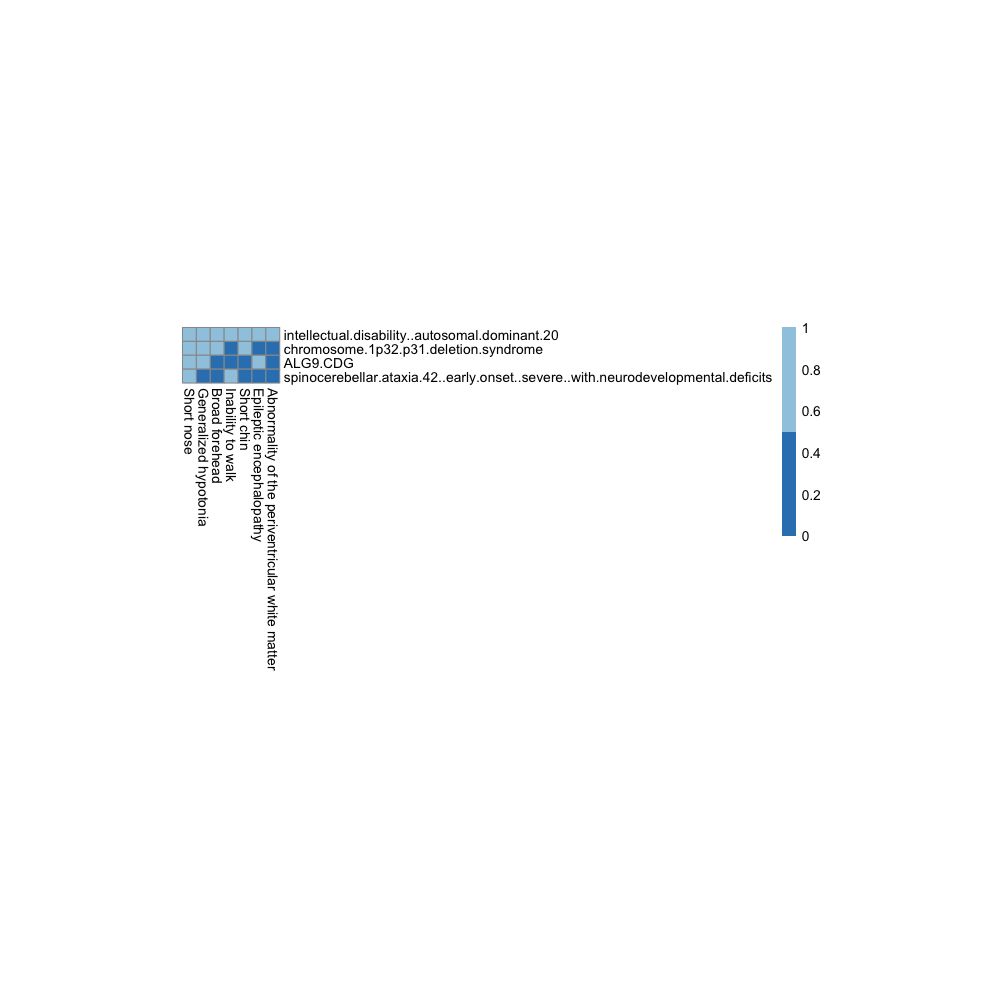 intellectual.disability..autosomal.dominant.20
chromosome.1p32.p31.deletion.syndrome
ALG9.CDG
spinocerebellar.ataxia.42..early.onset..severe..with.neurodevelopmental.deficits
Short nose
Generalized hypotonia
Broad forehead
Inability to walk
Short chin
Epileptic encephalopathy
Abnormality of the periventricular white matter
1
0.8
0.6
0.4
0.2
0